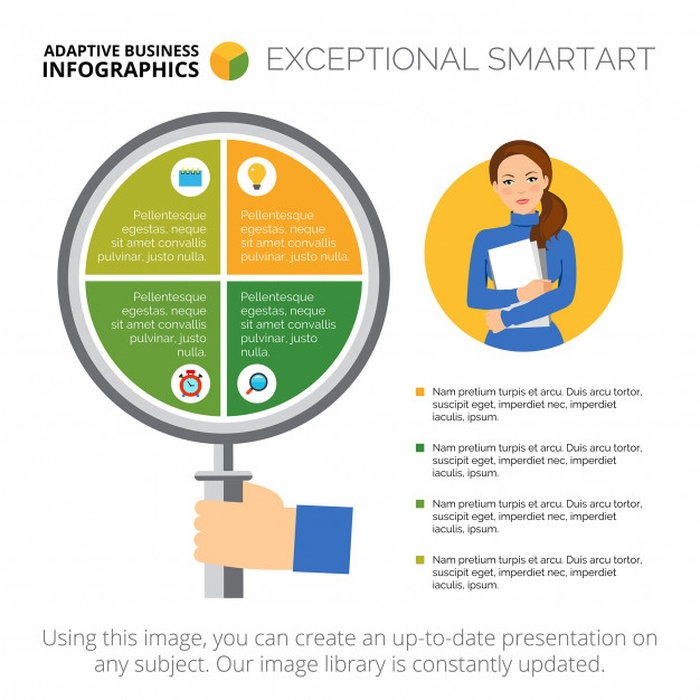 ADAPTIVE BUSINESS
INFOGRAPHICS
EXCEPTIONAL SMARTART
Pellentesque
egestas, neque
sit amet convallis
pulvinar, justo nulla.
Pellentesque
egestas, neque
sit amet convallis
pulvinar, justo nulla.
Pellentesque
egestas, neque
sit amet convallis
pulvinar, justo
nulla.
Pellentesque
egestas, neque
sit amet convallis
pulvinar, justo
nulla.
Nam pretium turpis et arcu. Duis arcu tortor,
suscipit eget, imperdiet nec, imperdiet
iaculis, ipsum.
Nam pretium turpis et arcu. Duis arcu tortor,
suscipit eget, imperdiet nec, imperdiet
iaculis, ipsum.
Nam pretium turpis et arcu. Duis arcu tortor,
suscipit eget, imperdiet nec, imperdiet
iaculis, ipsum.
Nam pretium turpis et arcu. Duis arcu tortor,
suscipit eget, imperdiet nec, imperdiet
iaculis, ipsum.
Using this image, you can create an up-to-date presentation on
any subject. Our image library is constantly updated.